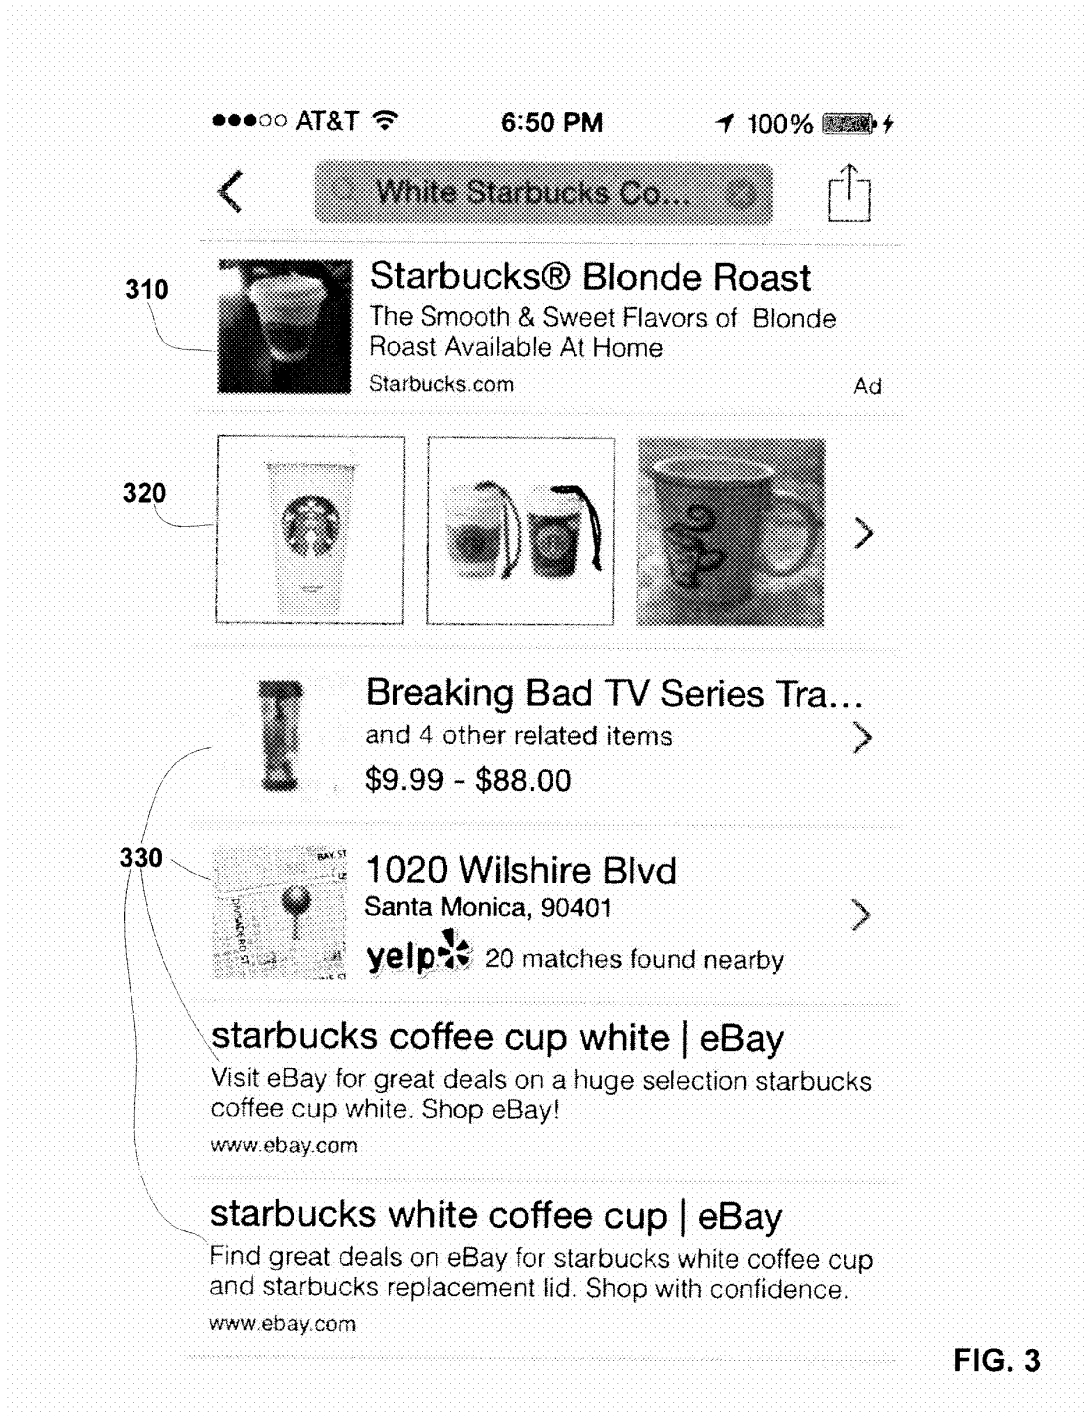 AT&T 6:50 PM 100%
White Starbucks Co...
310
Starbucks® Blonde Roast
The Smooth & Sweet Flavors of Blonde
Roast Available At Home
Starbucks.com Ad
320
Breaking Bad TV Series Tra...
and 4 other related items
$9.99 - $88.00
330
BAY ST
1020 Wilshire Blvd
Santa Monica, 90401
yelp 20 matches found nearby
starbucks coffee cup white | eBay
Visit eBay for great deals on a huge selection starbucks
coffee cup white. Shop eBay!
www.ebay.com
starbucks white coffee cup | eBay
Find great deals on eBay for starbucks white coffee cup
and starbucks replacement lid. Shop with confidence.
www.ebay.com
FIG. 3